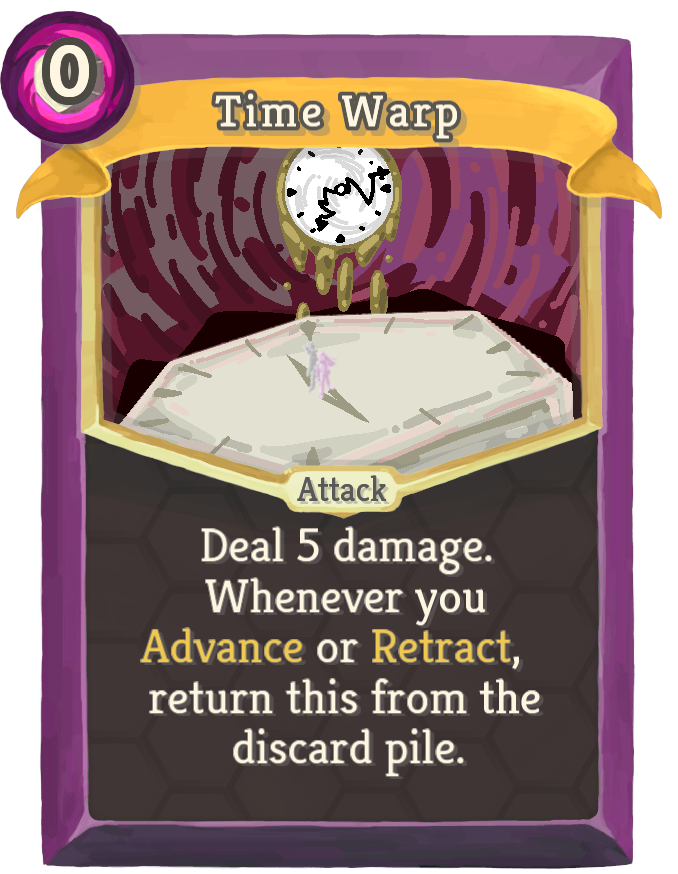 0
Time Warp
Attack
Deal 5 damage.
Whenever you
Advance or Retract,
return this from the
discard pile.